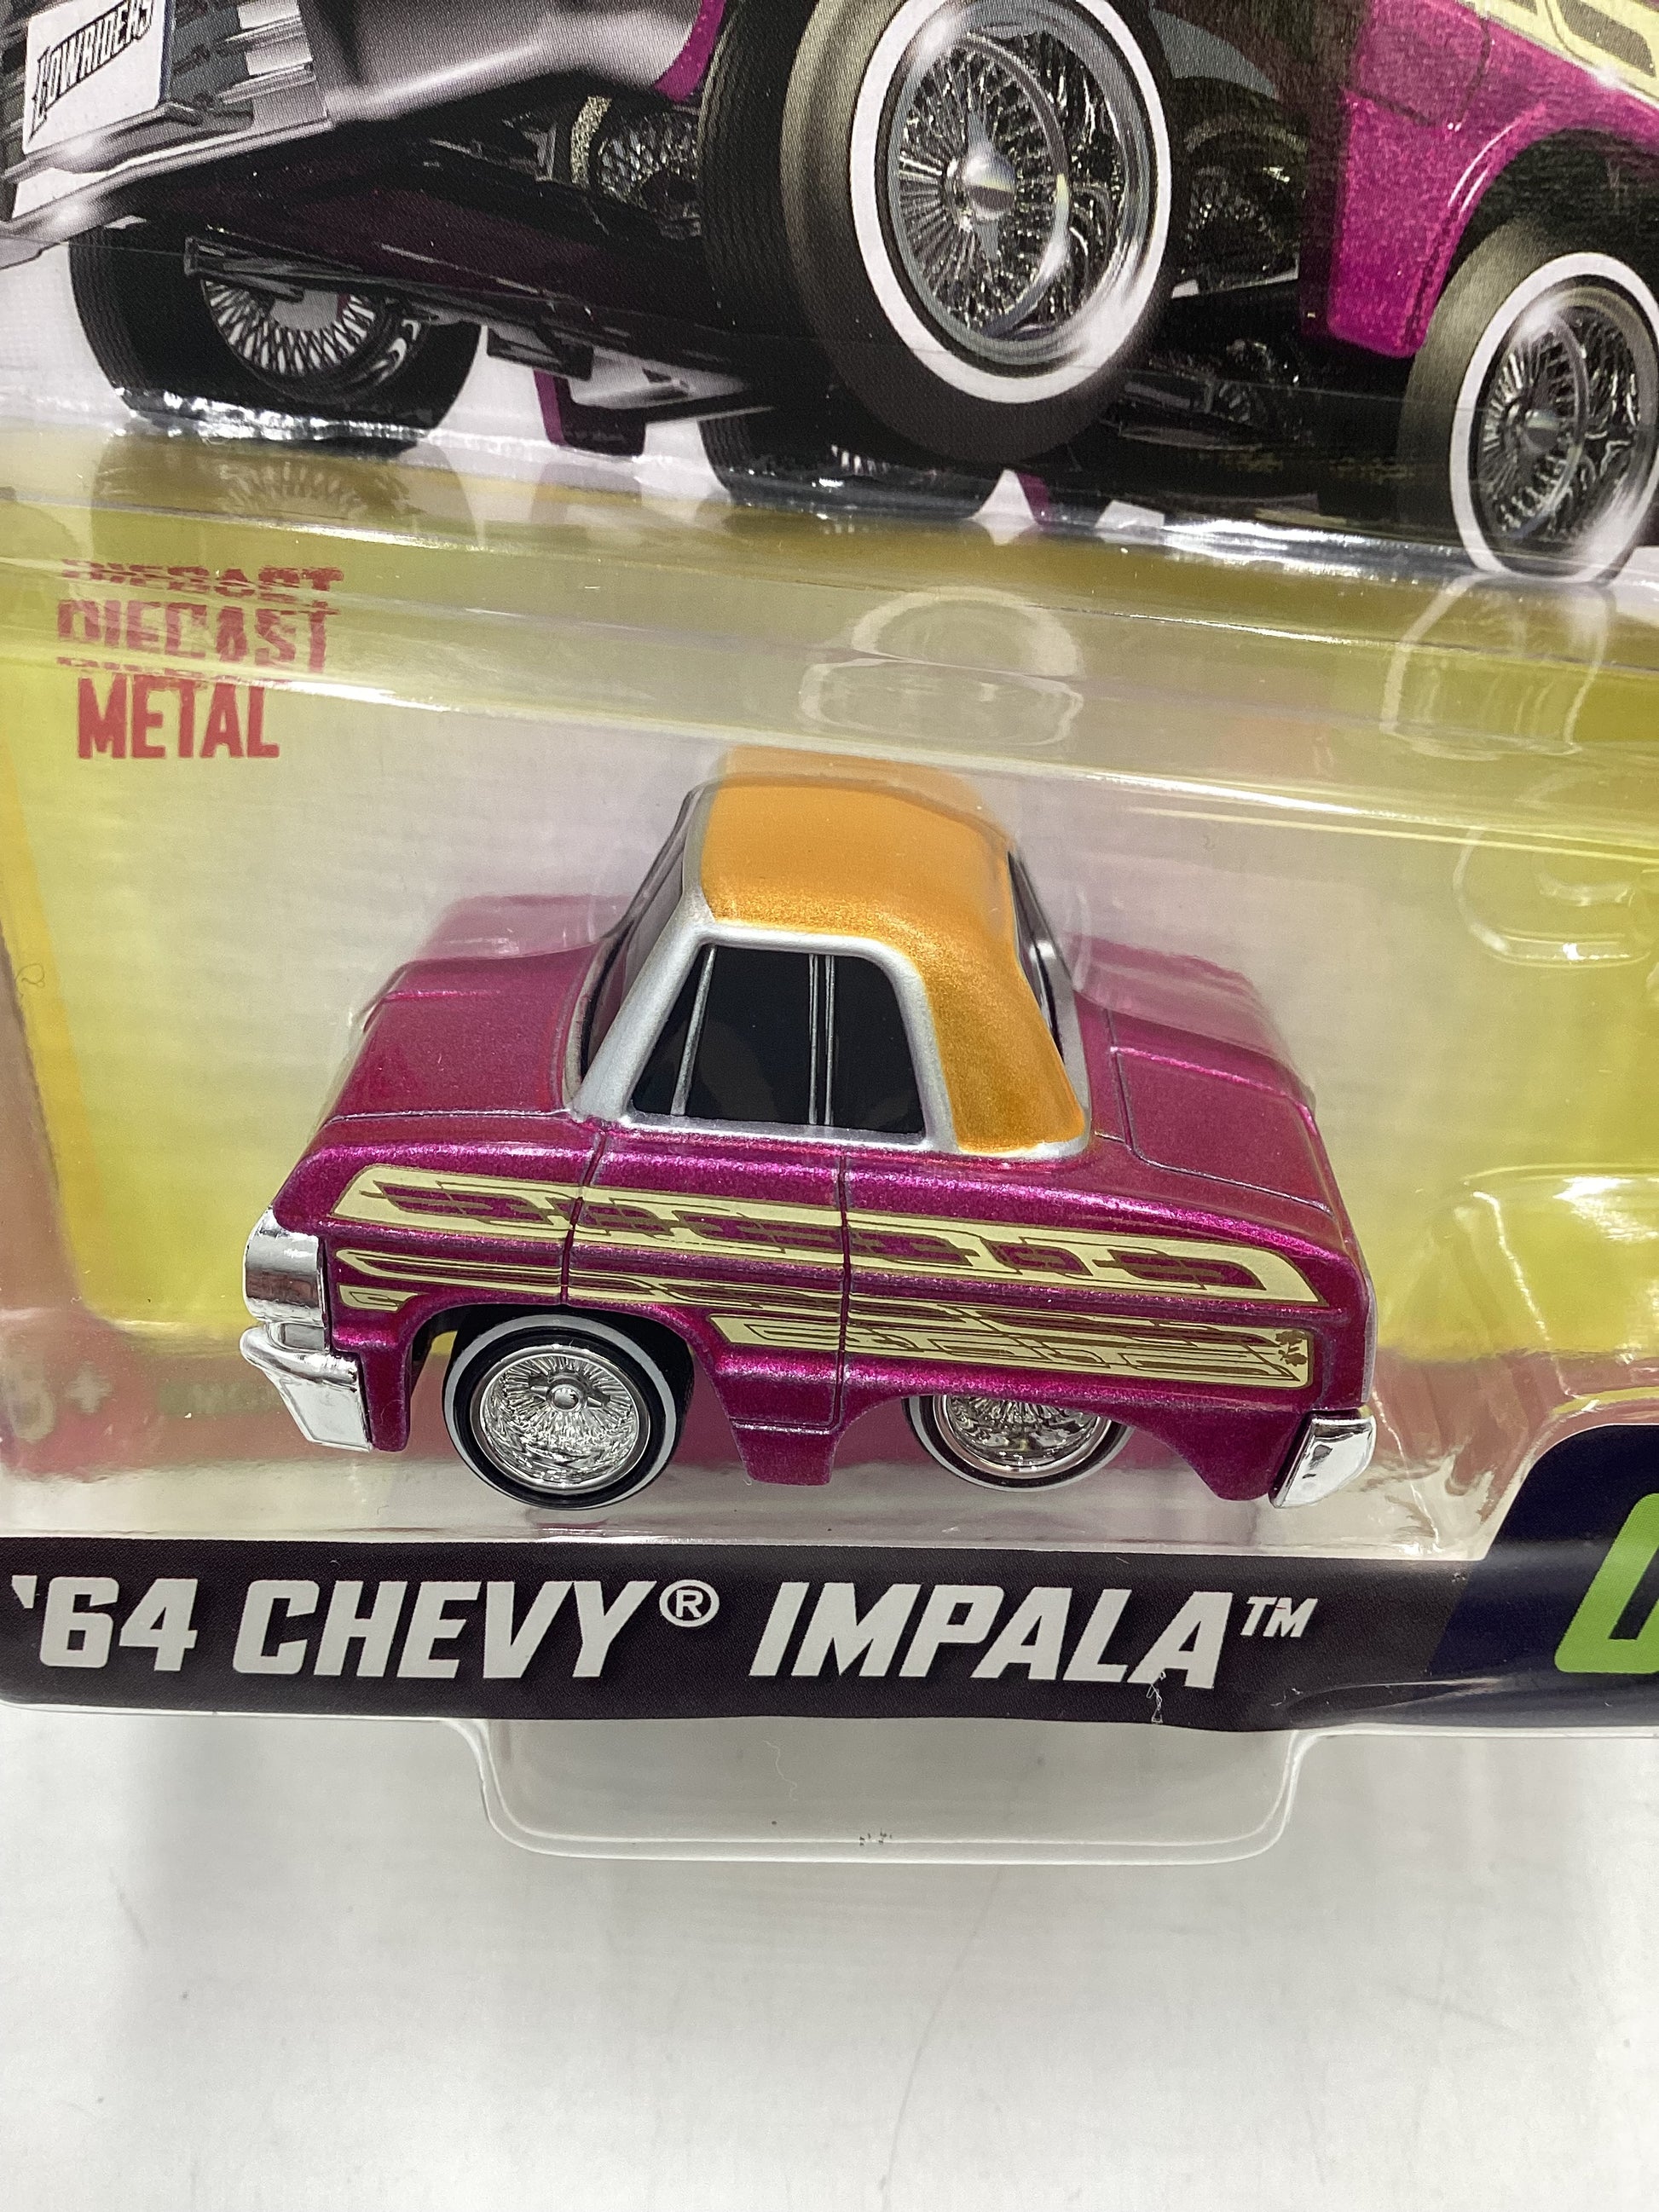 LOWRIDERS
DIECAST
DIECAST
METAL
'64 CHEVY® IMPALA™